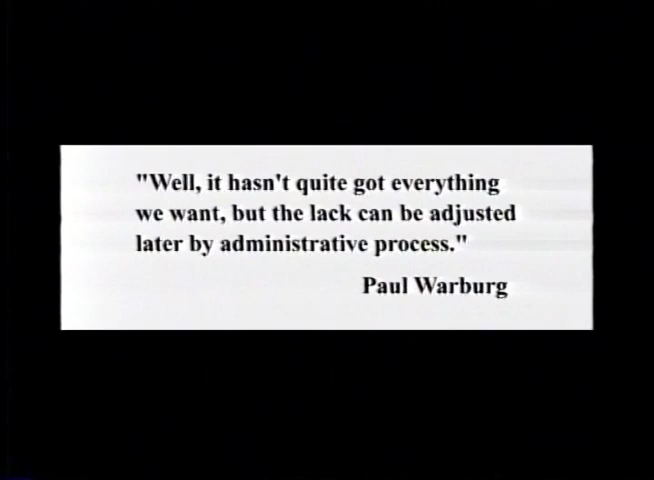 "Well, it hasn't quite got everything
we want, but the lack can be adjusted
later by administrative process."
Paul Warburg